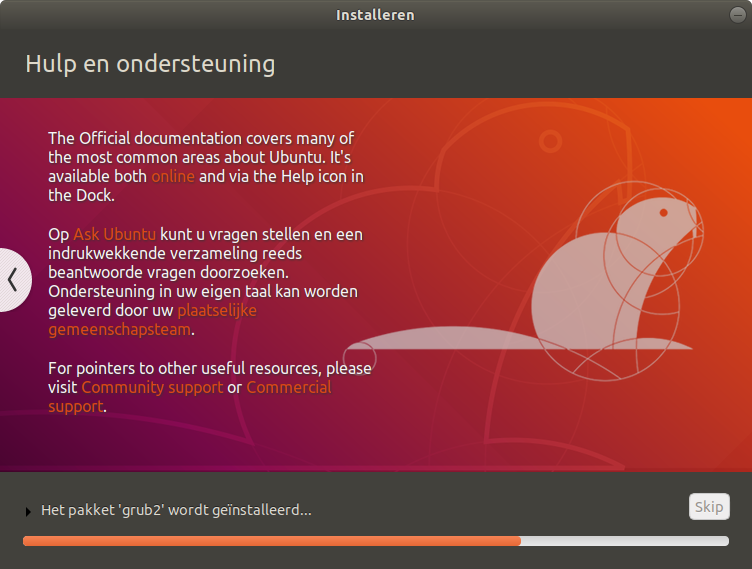 Installeren
Hulp en ondersteuning
The Official documentation covers many of
the most common areas about Ubuntu. It's
available both online and via the Help icon in
the Dock.
Op Ask Ubuntu kunt u vragen stellen en een
indrukwekkende verzameling reeds
beantwoorde vragen doorzoeken.
Ondersteuning in uw eigen taal kan worden
geleverd door uw plaatselijke
gemeenschapsteam.
For pointers to other useful resources, please
visit Community support or Commercial
support.
Het pakket 'grub2' wordt geïnstalleerd...
Skip